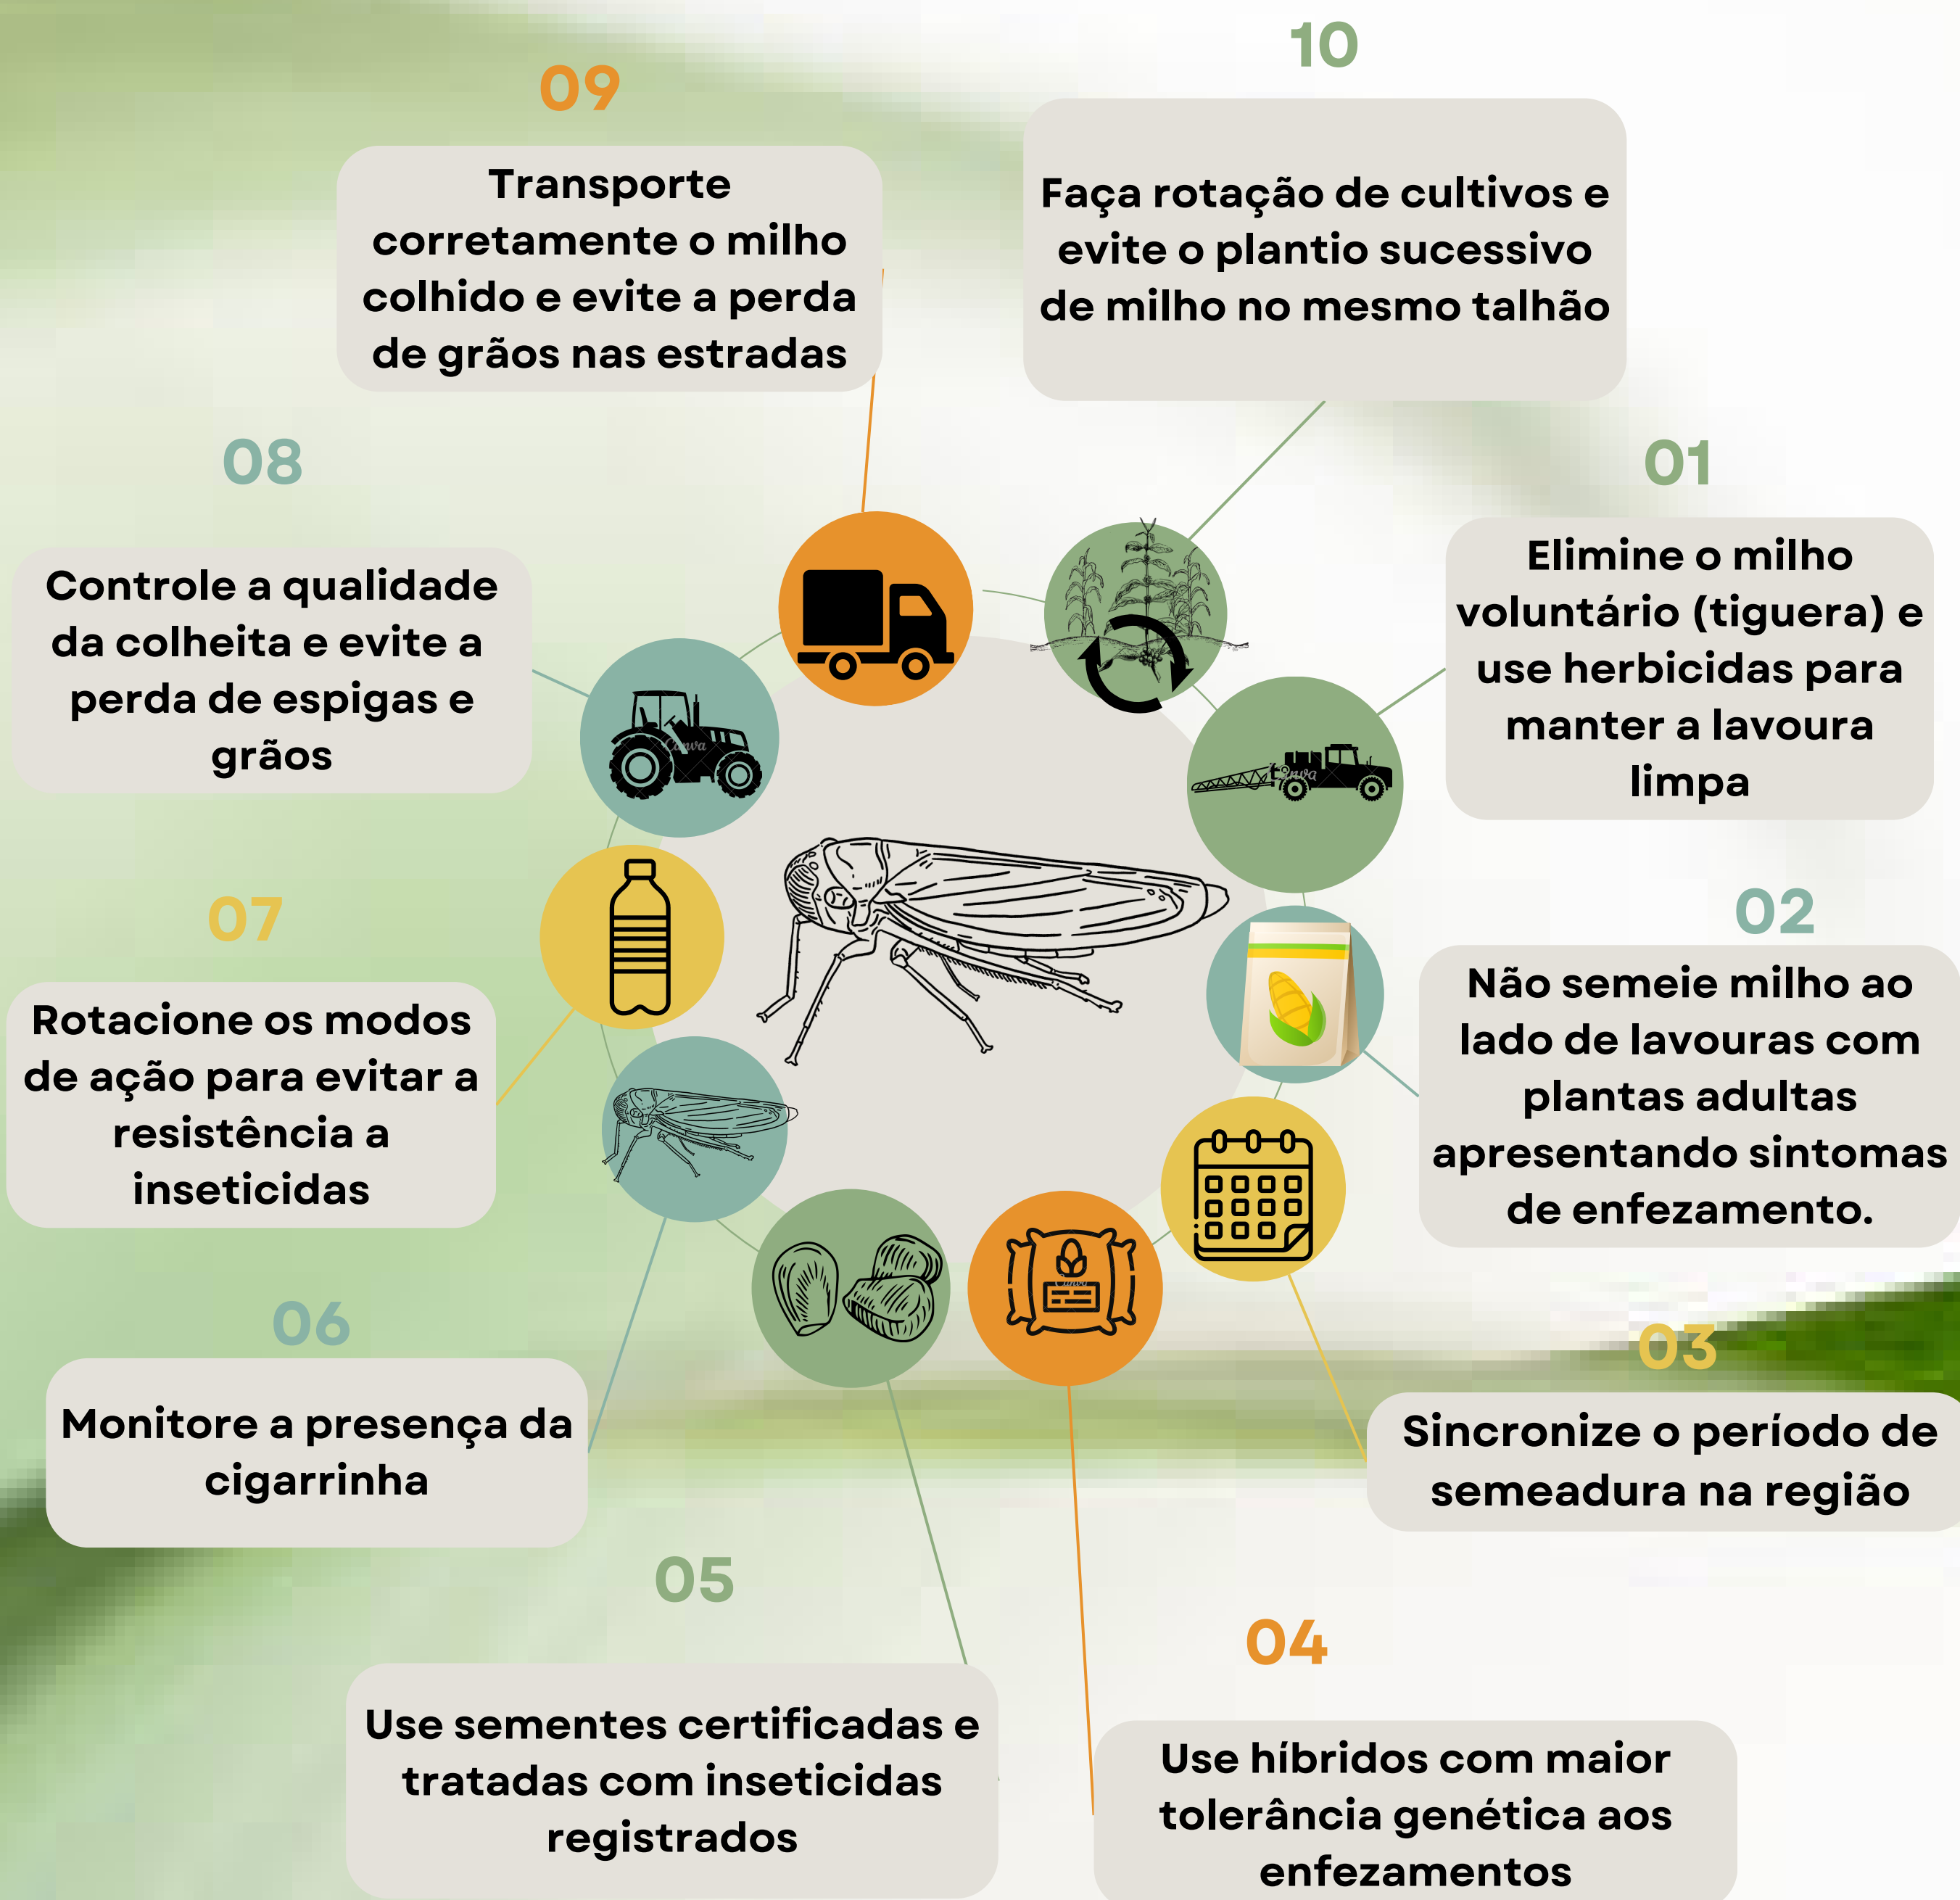 10
Faça rotação de cultivos e
evite o plantio sucessivo
de milho no mesmo talhão
09
Transporte
corretamente o milho
colhido e evite a perda
de grãos nas estradas
08
Controle a qualidade
da colheita e evite a
perda de espigas e
grãos
01
Elimine o milho
voluntário (tiguera) e
use herbicidas para
manter a lavoura
limpa
07
Rotacione os modos
de ação para evitar a
resistência a
inseticidas
02
Não semeie milho ao
lado de lavouras com
plantas adultas
apresentando sintomas
de enfezamento.
06
Monitore a presença da
cigarrinha
03
Sincronize o período de
semeadura na região
05
Use sementes certificadas e
tratadas com inseticidas
registrados
04
Use híbridos com maior
tolerância genética aos
enfezamentos
Canva
Canva
Canva